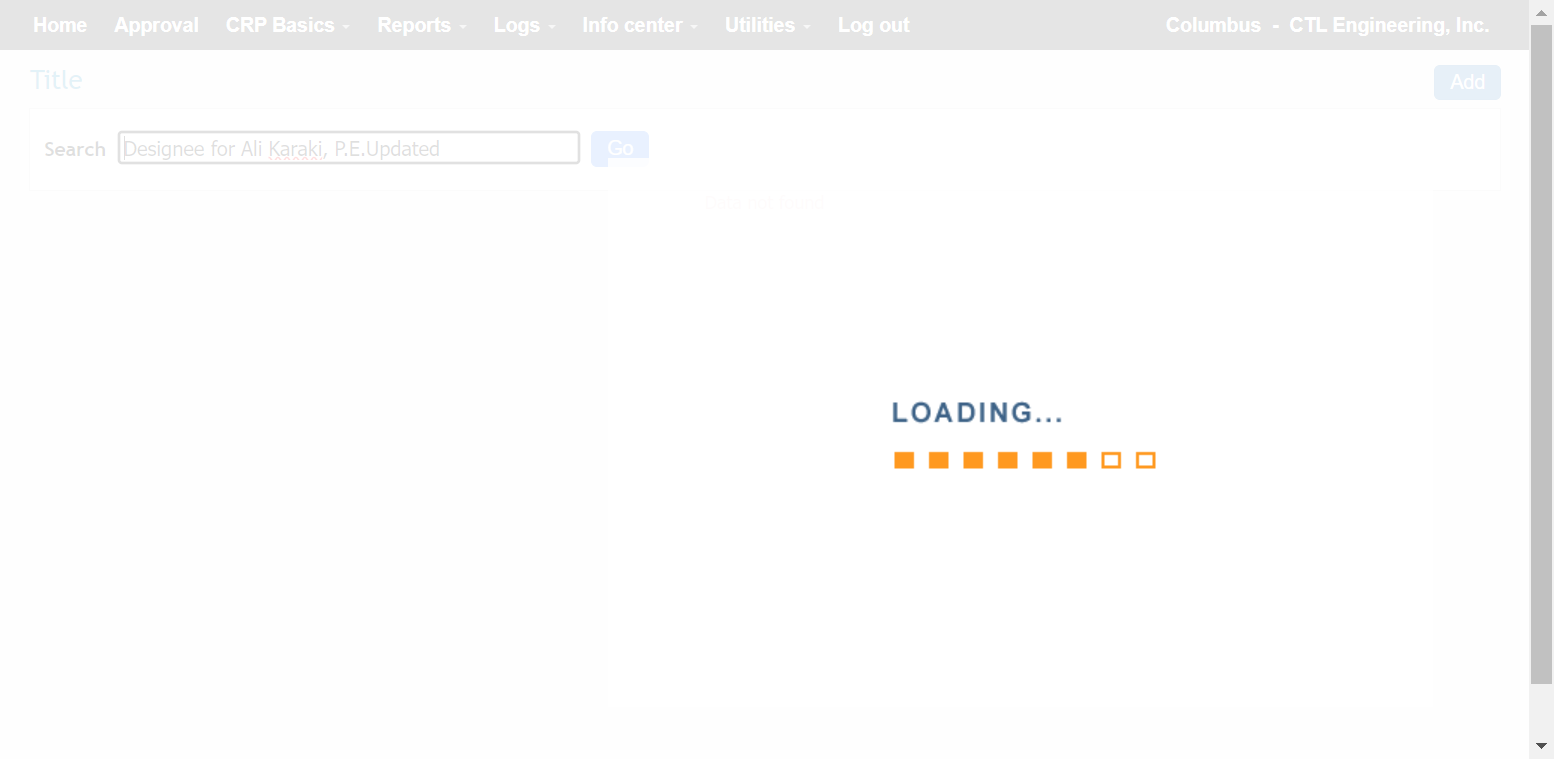 Home Approval CRP Basics Reports Logs Info center Utilities Log out Columbus - CTL Engineering, Inc.
Title Add
Search Designee for Ali Karaki, P.E.Updated Go
LOADING...